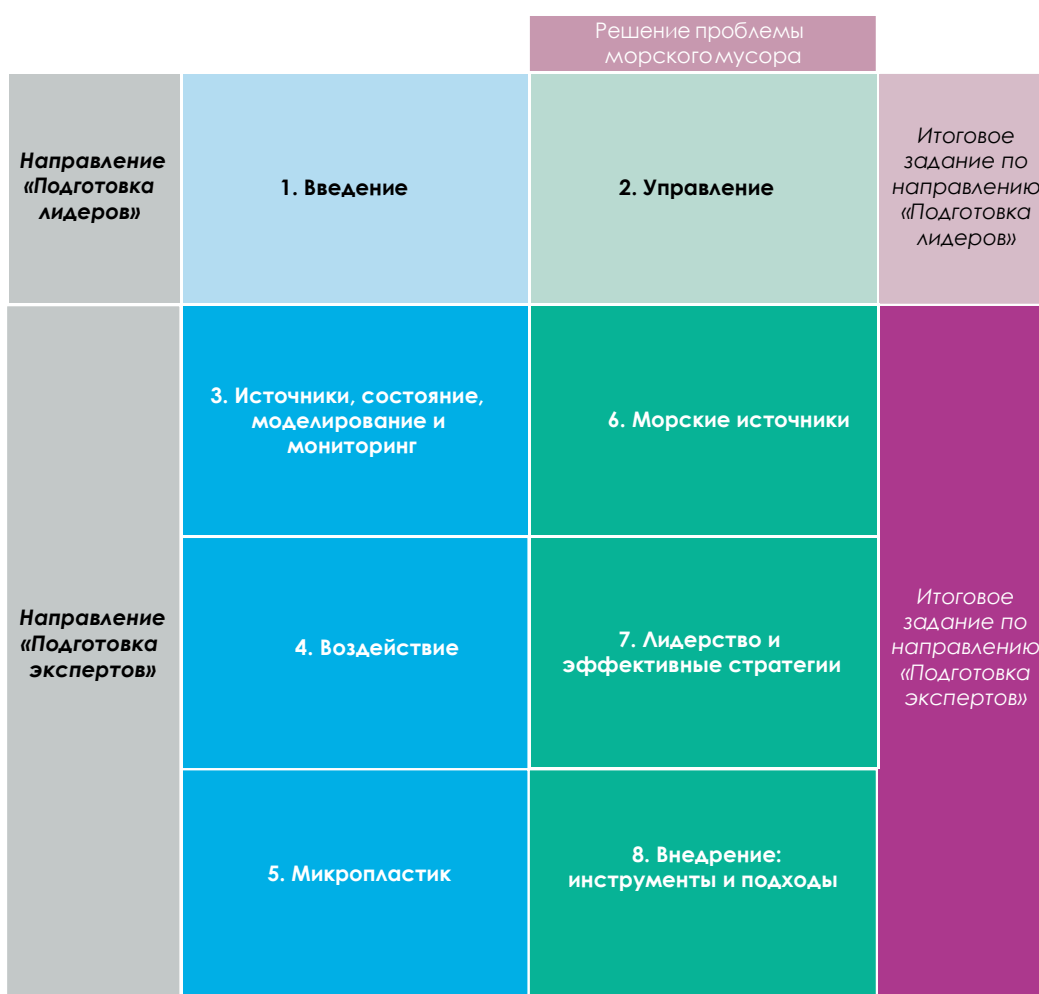 Решение проблемы
морского мусора
Направление
«Подготовка
лидеров»
1. Введение
2. Управление
Итоговое
задание по
направлению
«Подготовка
лидеров»
Направление
«Подготовка
экспертов»
3. Источники, состояние,
моделирование и
мониторинг
6. Морские источники
4. Воздействие
7. Лидерство и
эффективные стратегии
5. Микропластик
8. Внедрение:
инструменты и подходы
Итоговое
задание по
направлению
«Подготовка
экспертов»